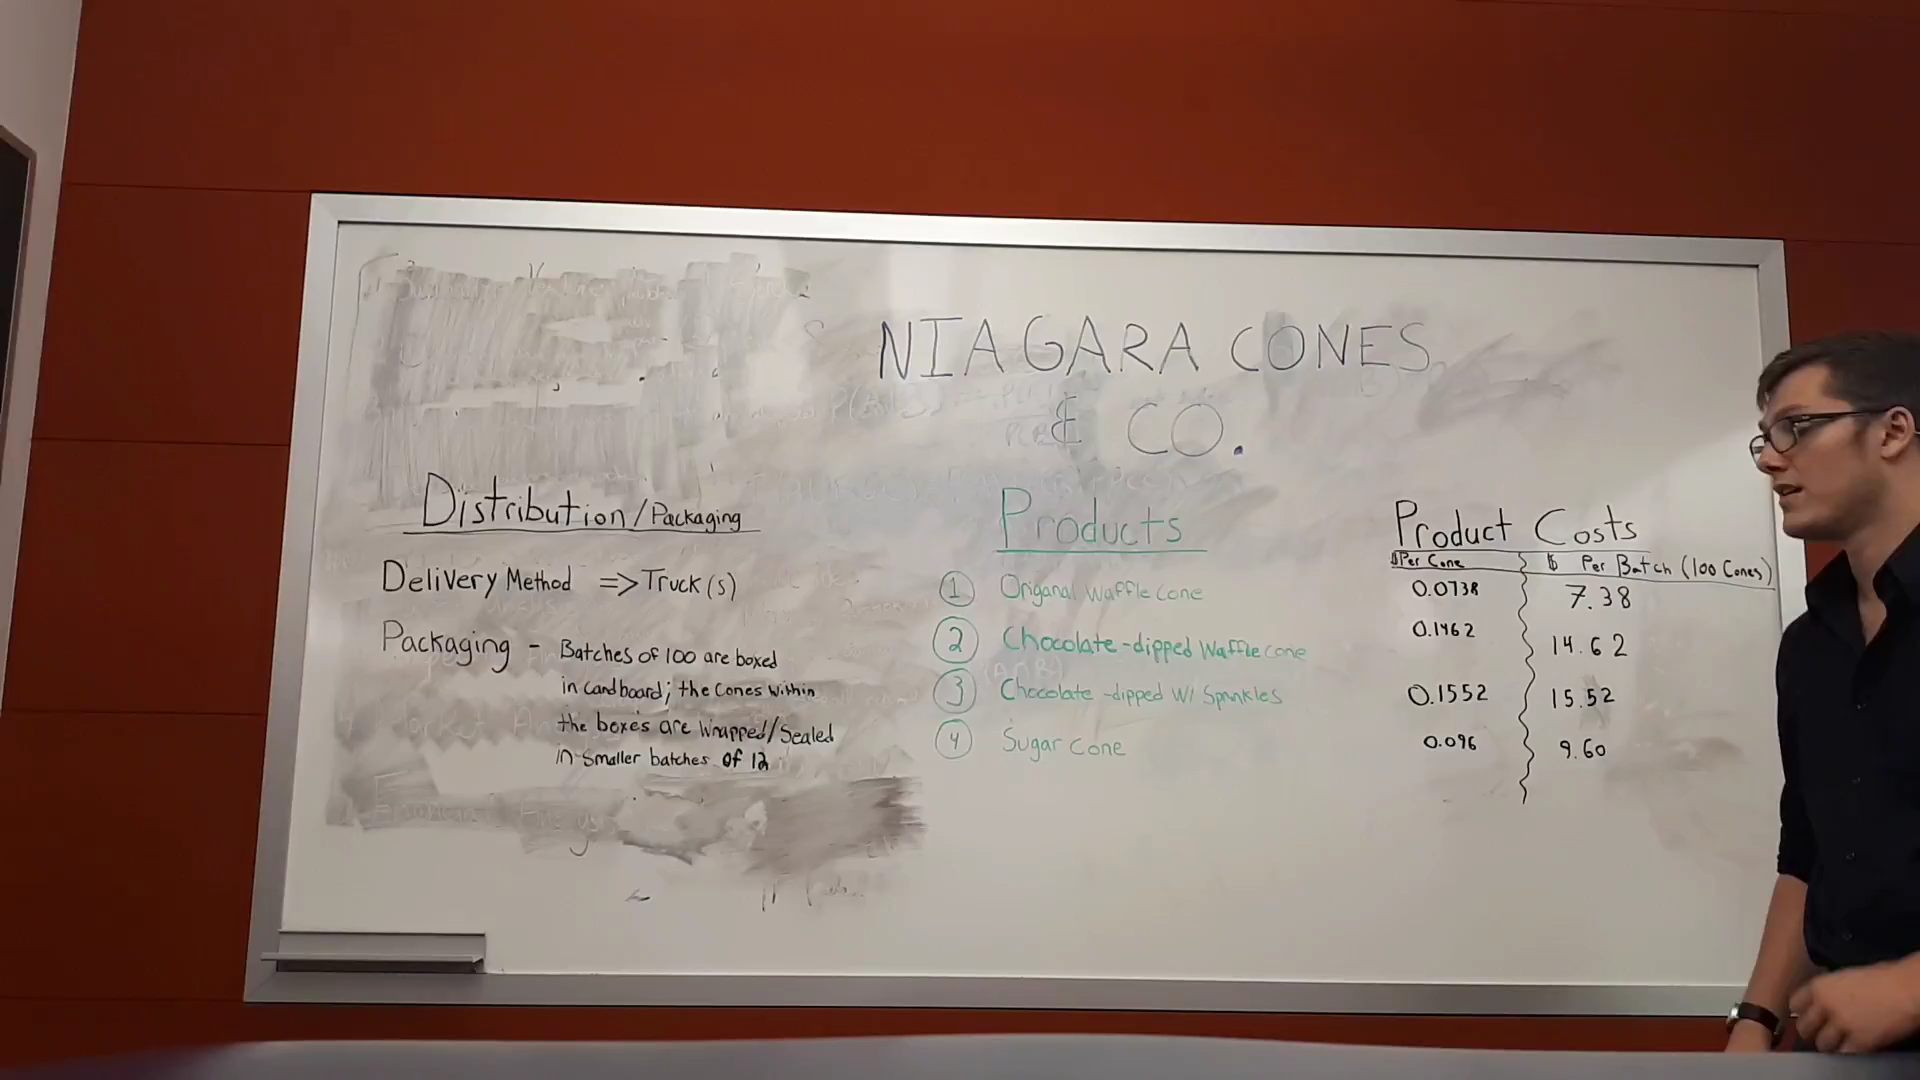 NIAGARA CONES
& CO.
Distribution/Packaging
Delivery Method => Truck(s)
Packaging - Batches of 100 are boxed
in cardboard; the Cones within
the boxes are wrapped/Sealed
in smaller batches of 12
Products
1 Origanal Waffle Cone
2 Chocolate-dipped Waffle cone
3 Chocolate-dipped W/ Sprinkles
4 Sugar Cone
Product Costs
$Per Cone $ Per Batch (100 Cones)
0.0738 7.38
0.1462 14.62
0.1552 15.52
0.096 9.60